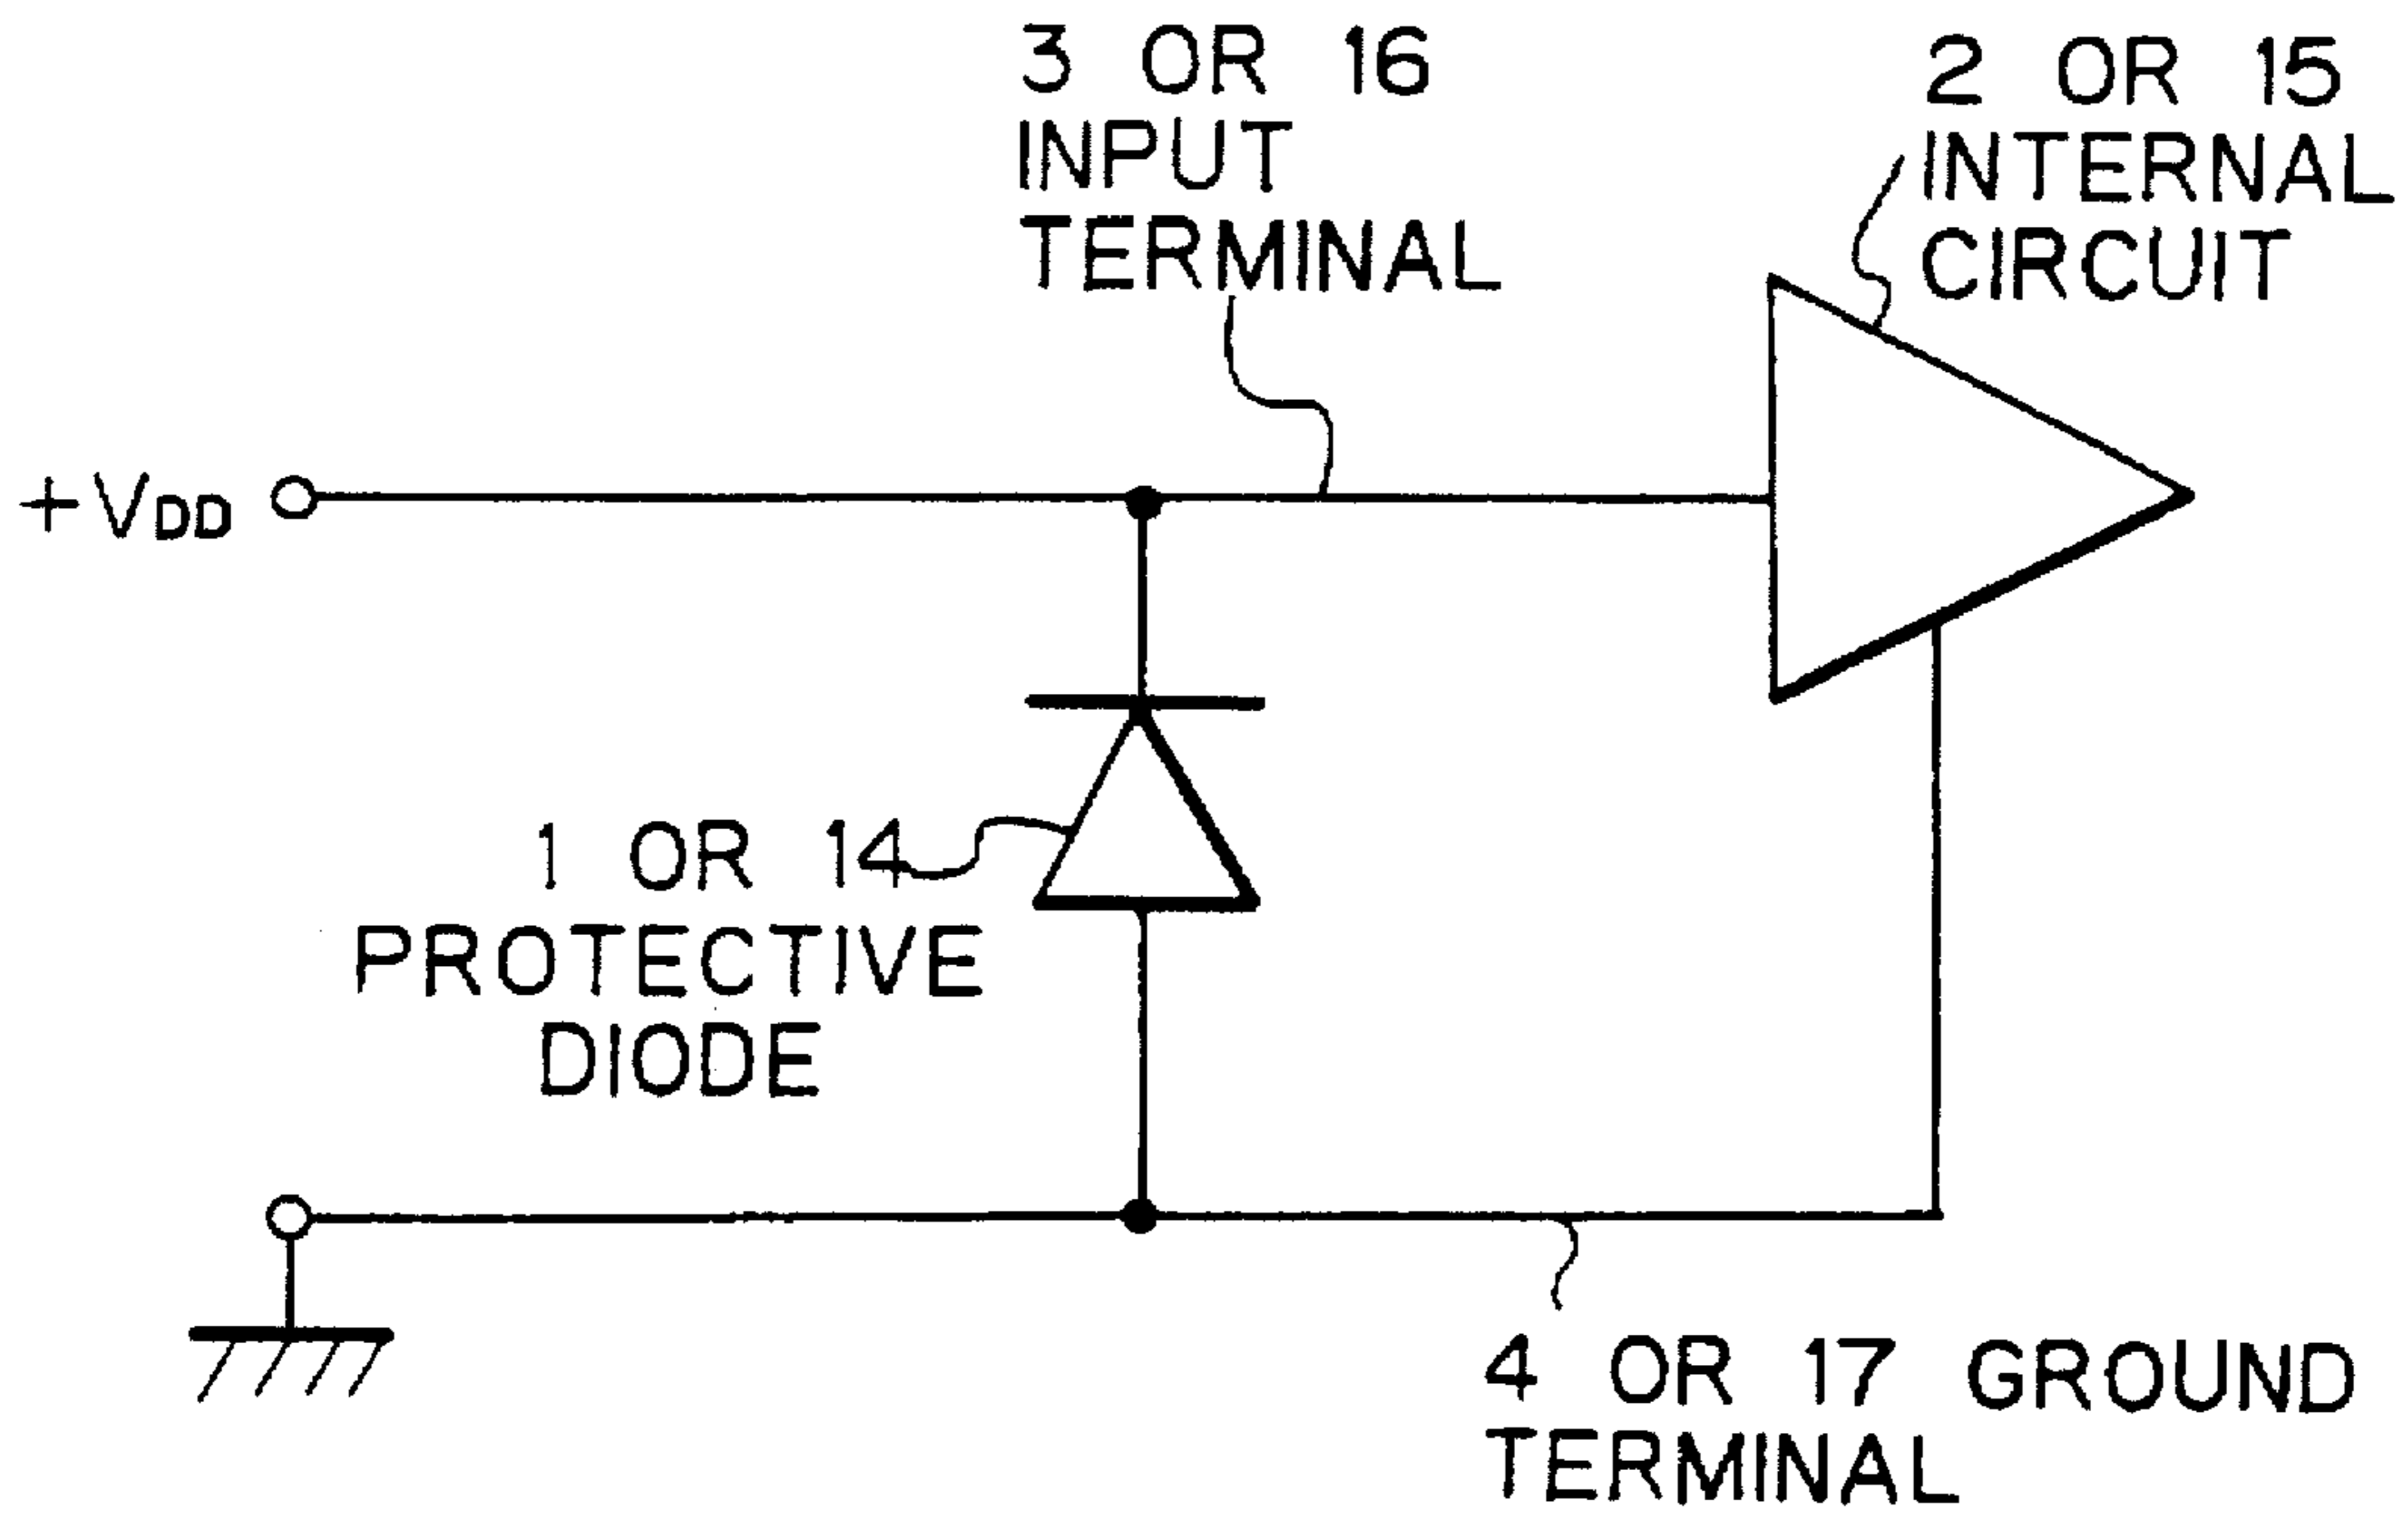 3 OR 16
INPUT
TERMINAL
2 OR 15
INTERNAL
CIRCUIT
+VDD
1 OR 14
PROTECTIVE
DIODE
4 OR 17 GROUND
TERMINAL